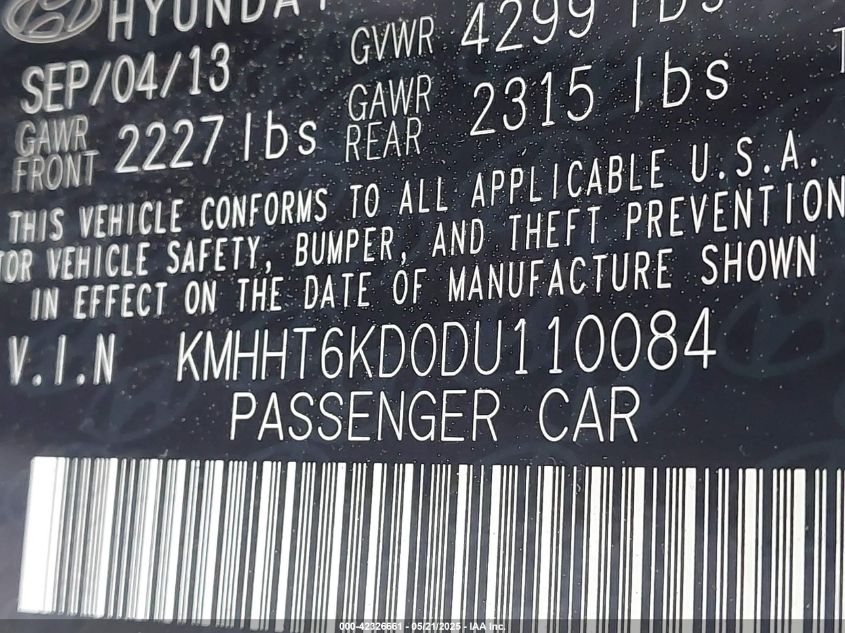 HYUNDAI
SEP/04/13 GVWR 4299 lbs
GAWR FRONT 2227 lbs GAWR REAR 2315 lbs
THIS VEHICLE CONFORMS TO ALL APPLICABLE U.S.A.
VEHICLE SAFETY, BUMPER, AND THEFT PREVENTION
IN EFFECT ON THE DATE OF MANUFACTURE SHOWN
V.I.N KMHHT6KD0DU110084
PASSENGER CAR
000-42326661 - 05/21/2025 - IAA Inc.